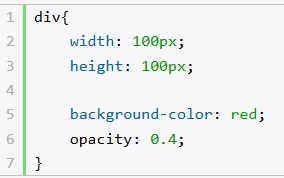 1 div{
2     width: 100px;
3     height: 100px;
4
5     background-color: red;
6     opacity: 0.4;
7 }